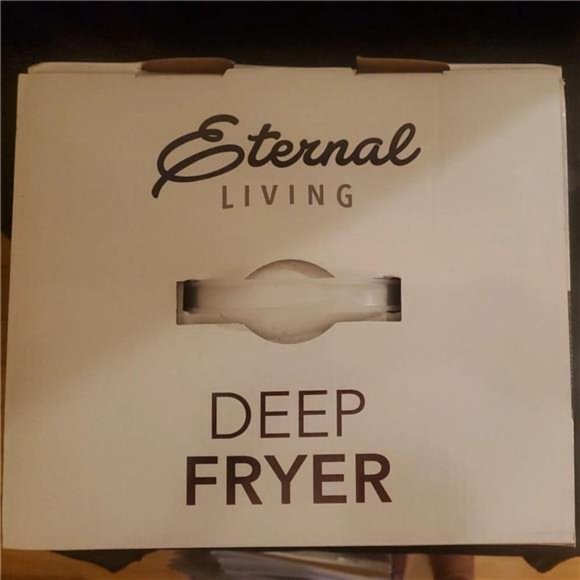 Eternal
LIVING
DEEP
FRYER